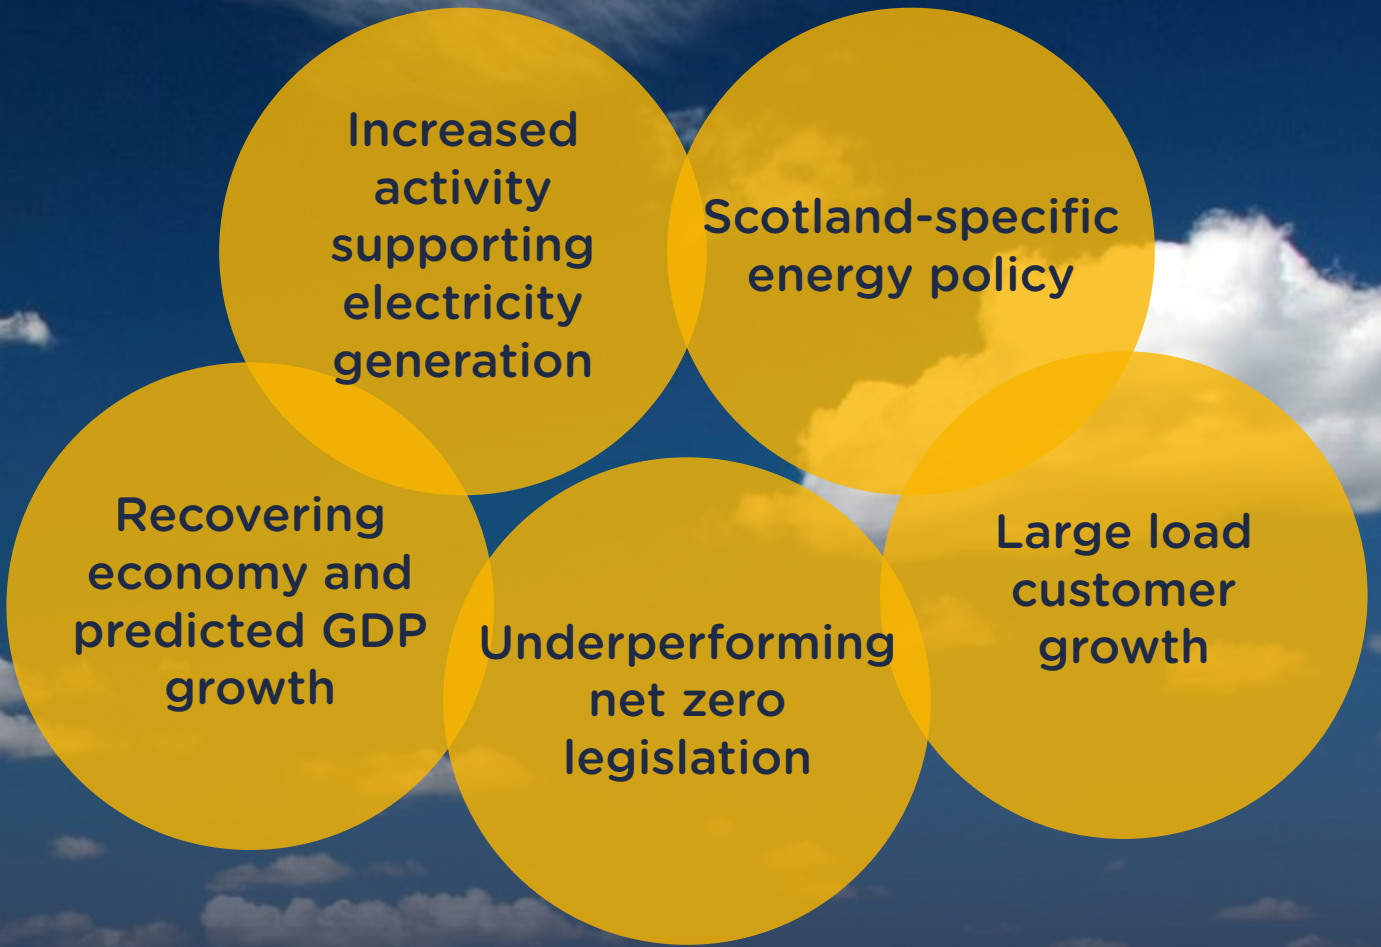 Increased
activity
supporting
electricity
generation
Scotland-specific
energy policy
Recovering
economy and
predicted GDP
growth
Underperforming
net zero
legislation
Large load
customer
growth